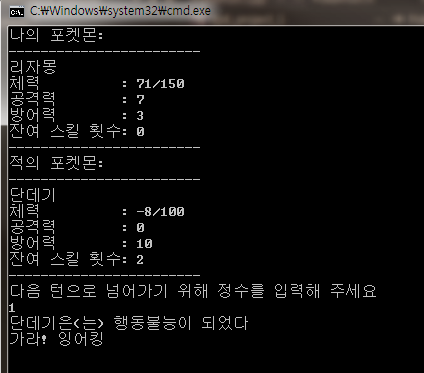 C:\Windows\system32\cmd.exe
나의 포켓몬:
------------------------
리자몽
체력 : 71/150
공격력 : 7
방어력 : 3
잔여 스킬 횟수: 0
------------------------
적의 포켓몬:
------------------------
단데기
체력 : -8/100
공격력 : 0
방어력 : 10
잔여 스킬 횟수: 2
------------------------
다음 턴으로 넘어가기 위해 정수를 입력해 주세요
1
단데기은(는) 행동불능이 되었다
가라! 잉어킹